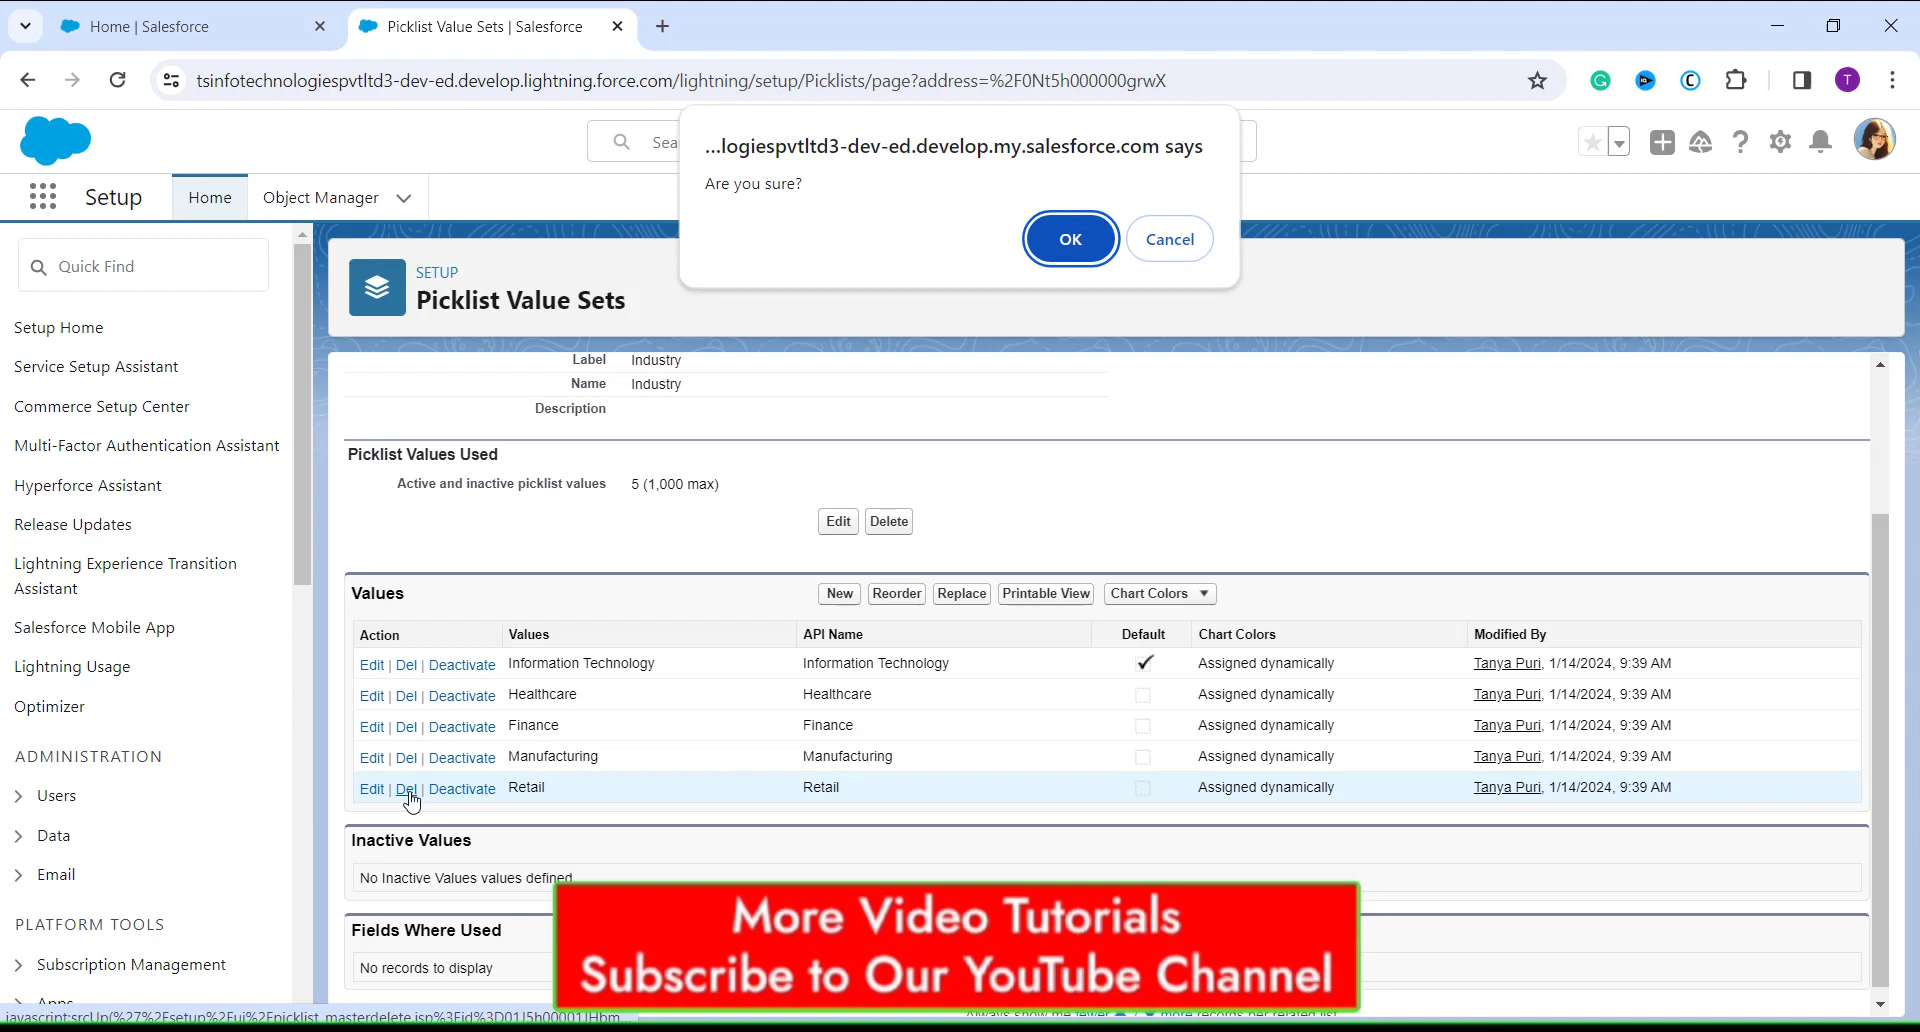 Home | Salesforce
Picklist Value Sets | Salesforce
tsinfotechnologiespvtltd3-dev-ed.develop.lightning.force.com/lightning/setup/Picklists/page?address=%2F0Nt5h000000grwX
T
Sea
...logiespvtltd3-dev-ed.develop.my.salesforce.com says
Are you sure?
OK
Cancel
Setup
Home
Object Manager
Quick Find
Setup Home
Service Setup Assistant
Commerce Setup Center
Multi-Factor Authentication Assistant
Hyperforce Assistant
Release Updates
Lightning Experience Transition
Assistant
Salesforce Mobile App
Lightning Usage
Optimizer
ADMINISTRATION
Users
Data
Email
PLATFORM TOOLS
Subscription Management
Apps
SETUP
Picklist Value Sets
Label Industry
Name Industry
Description
Picklist Values Used
Active and inactive picklist values 5 (1,000 max)
Edit Delete
Values New Reorder Replace Printable View Chart Colors
Action Values API Name Default Chart Colors Modified By
Edit | Del | Deactivate Information Technology Information Technology Assigned dynamically Tanya Puri, 1/14/2024, 9:39 AM
Edit | Del | Deactivate Healthcare Healthcare Assigned dynamically Tanya Puri, 1/14/2024, 9:39 AM
Edit | Del | Deactivate Finance Finance Assigned dynamically Tanya Puri, 1/14/2024, 9:39 AM
Edit | Del | Deactivate Manufacturing Manufacturing Assigned dynamically Tanya Puri, 1/14/2024, 9:39 AM
Edit | Del | Deactivate Retail Retail Assigned dynamically Tanya Puri, 1/14/2024, 9:39 AM
Inactive Values
No Inactive Values values defined
Fields Where Used
No records to display
More Video Tutorials
Subscribe to Our YouTube Channel
Always show me fewer / more records per related list